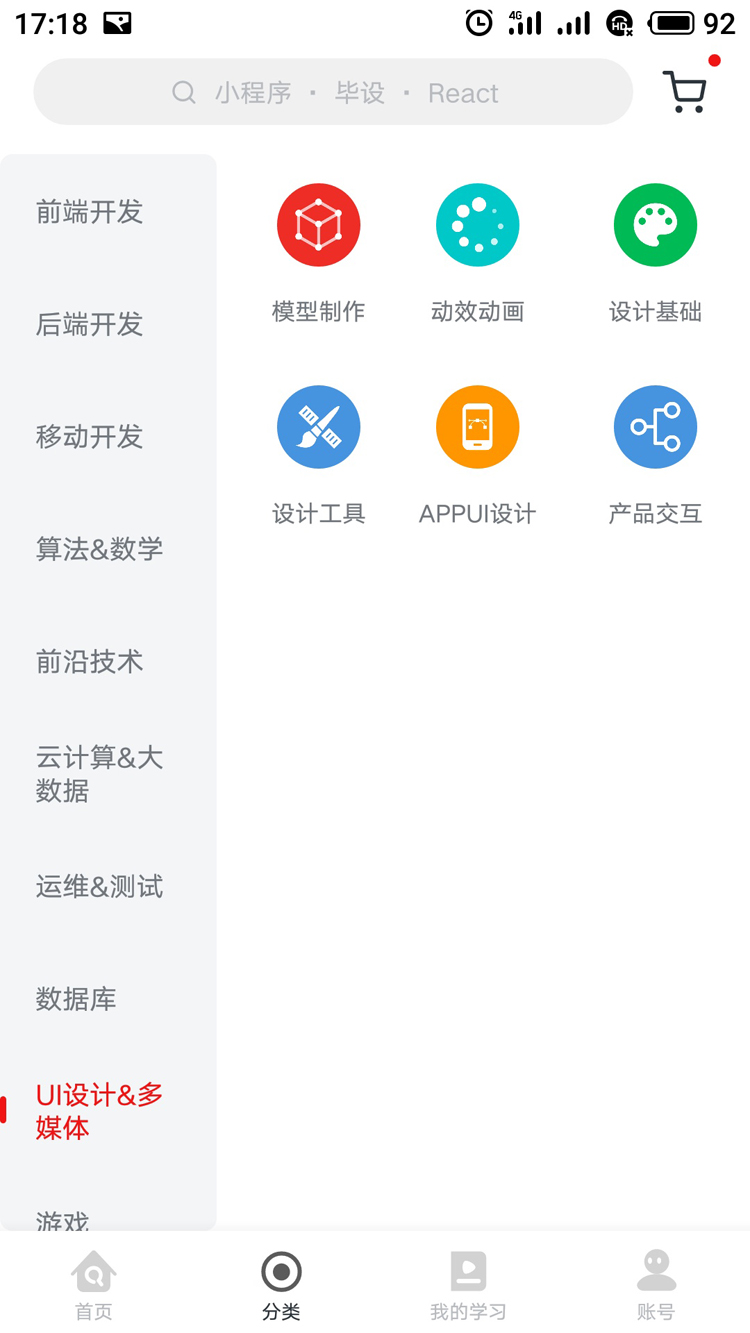 17:18
4G
HD
92
小程序 · 毕设 · React
前端开发
后端开发
移动开发
算法&数学
前沿技术
云计算&大
数据
运维&测试
数据库
UI设计&多
媒体
游戏
模型制作 动效动画 设计基础
设计工具 APPUI设计 产品交互
首页 分类 我的学习 账号